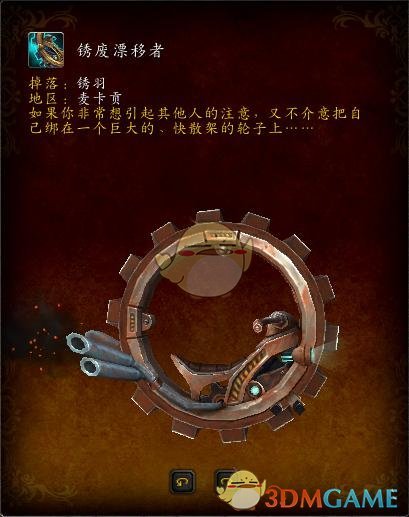 锈废漂移者
掉落：锈羽
地区：麦卡贡
如果你非常想引起其他人的注意，又不介意把自
己绑在一个巨大的、快散架的轮子上……
3DMGAME